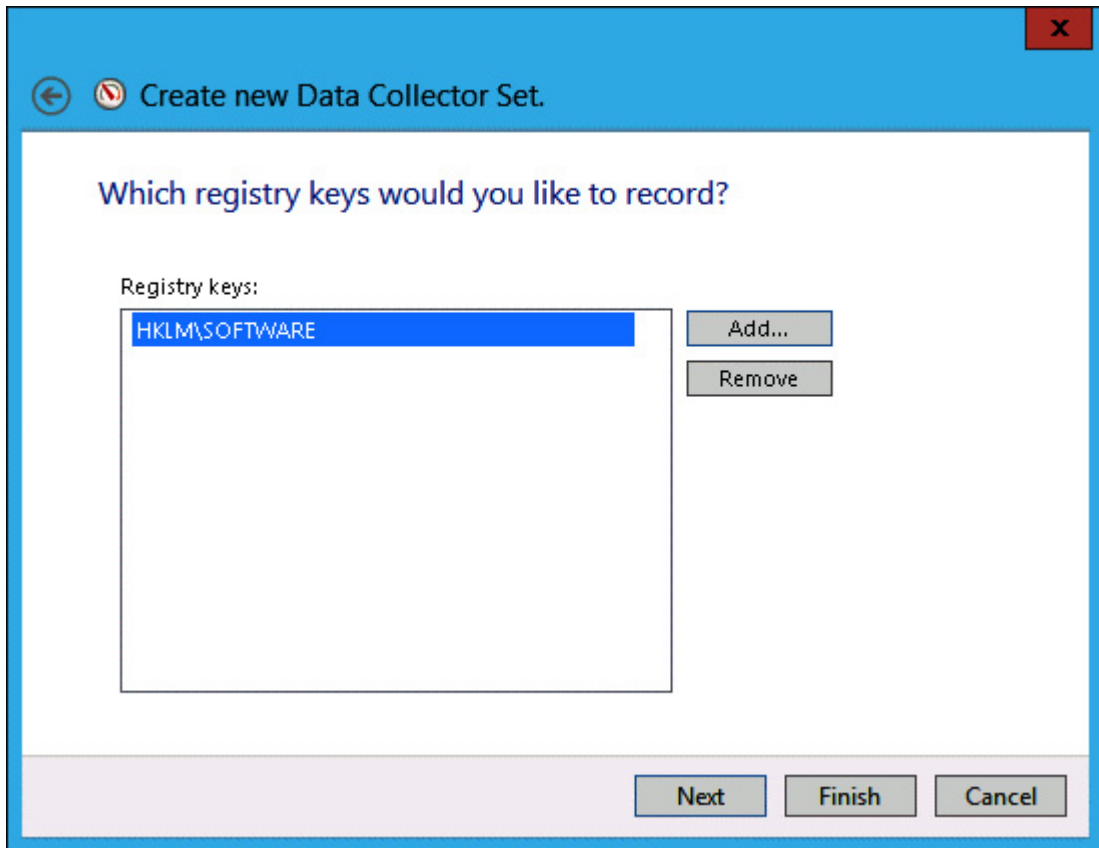 X
Create new Data Collector Set.
Which registry keys would you like to record?
Registry keys:
HKLM\SOFTWARE
Add...
Remove
Next Finish Cancel